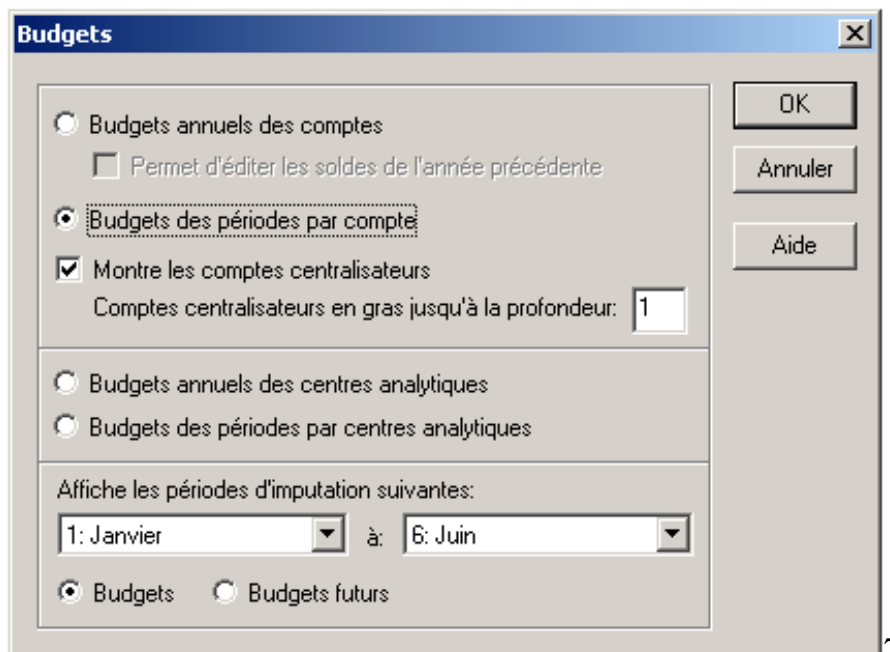 Budgets
Budgets annuels des comptes
Permet d'éditer les soldes de l'année précédente
Budgets des périodes par compte
Montre les comptes centralisateurs
Comptes centralisateurs en gras jusqu'à la profondeur: 1
Budgets annuels des centres analytiques
Budgets des périodes par centres analytiques
Affiche les périodes d'imputation suivantes:
1: Janvier à: 6: Juin
Budgets Budgets futurs
OK
Annuler
Aide